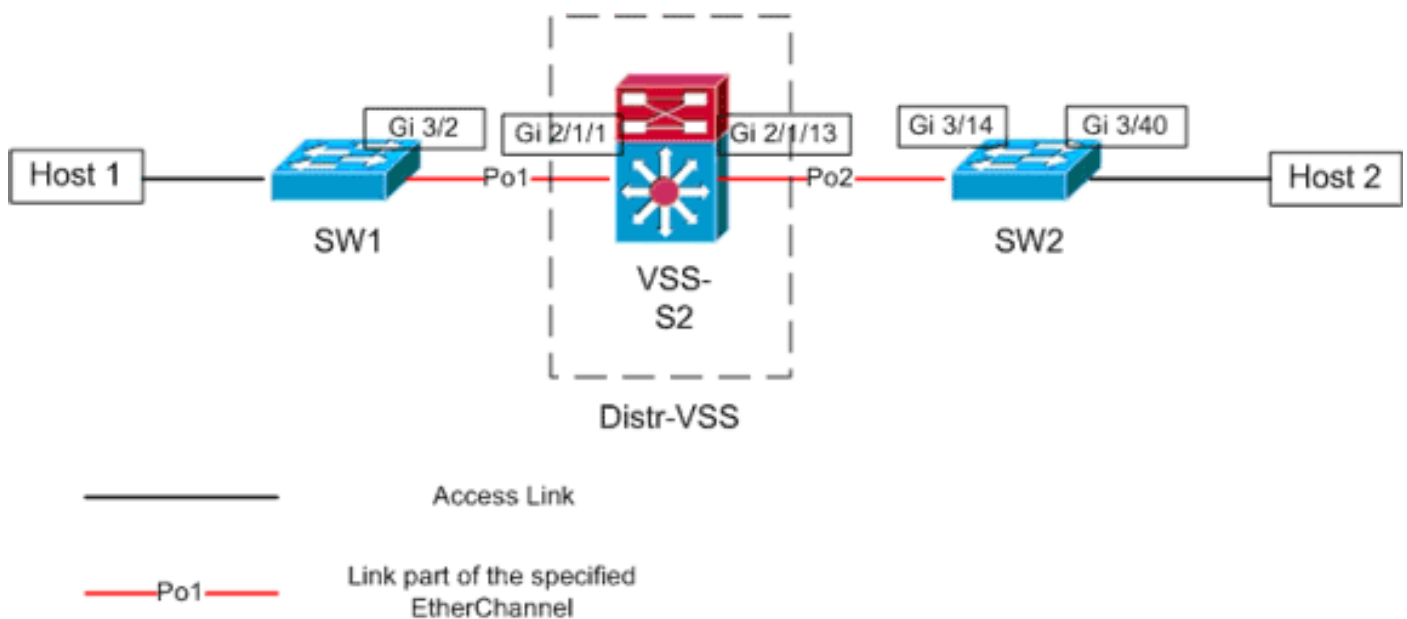 Gi 3/2
Gi 2/1/1
Gi 2/1/13
Gi 3/14
Gi 3/40
Host 1
Po1
Po2
Host 2
SW1
SW2
VSS-
S2
Distr-VSS
Access Link
Po1
Link part of the specified
EtherChannel